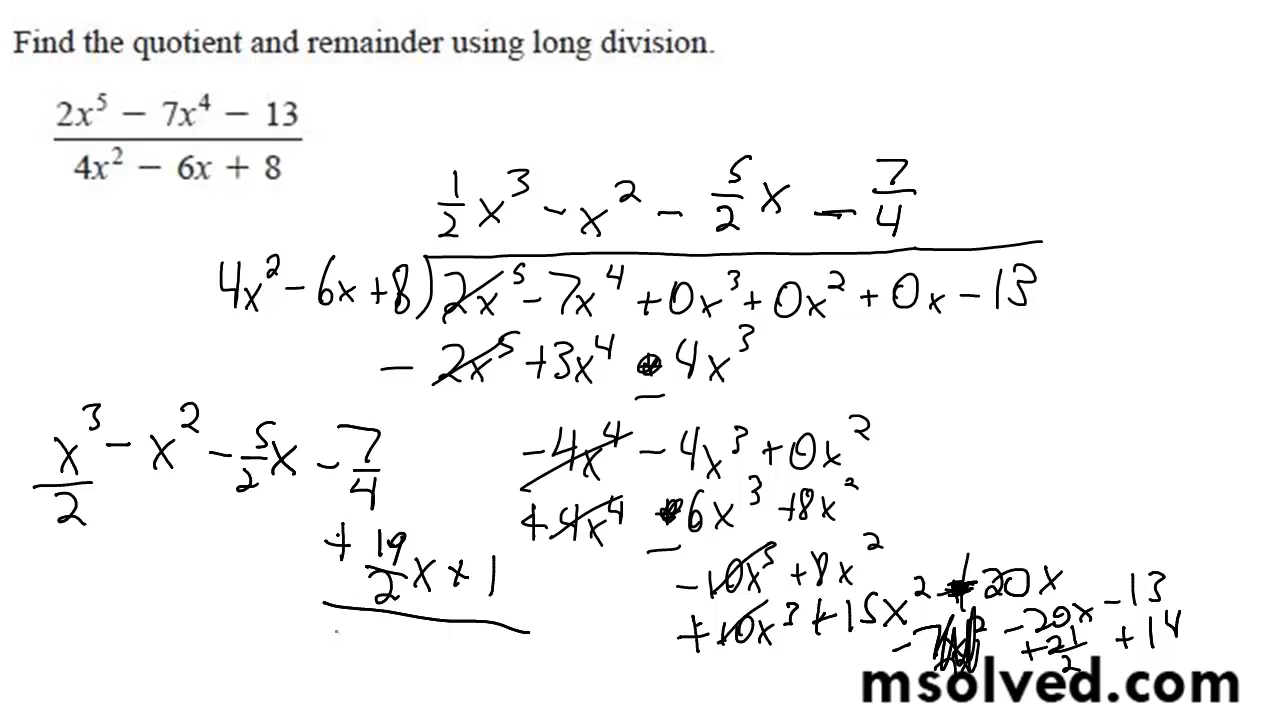 Find the quotient and remainder using long division.
2x⁵ − 7x⁴ − 13
4x² − 6x + 8
1/2 x³ − x² − 5/2 x − 7/4
4x² − 6x + 8 ) 2x⁵ − 7x⁴ + 0x³ + 0x² + 0x − 13
− 2x⁵ + 3x⁴ − 4x³
x³/2 − x² − 5/2 x − 7/4
− 4x⁴ − 4x³ + 0x²
+ 4x⁴ − 6x³ + 8x²
+ 19/2 x + 1
− 10x³ + 8x²
+ 10x³ + 15x² + 20x
− 7 − 20x − 13
+ 21/2 + 14
msolved.com